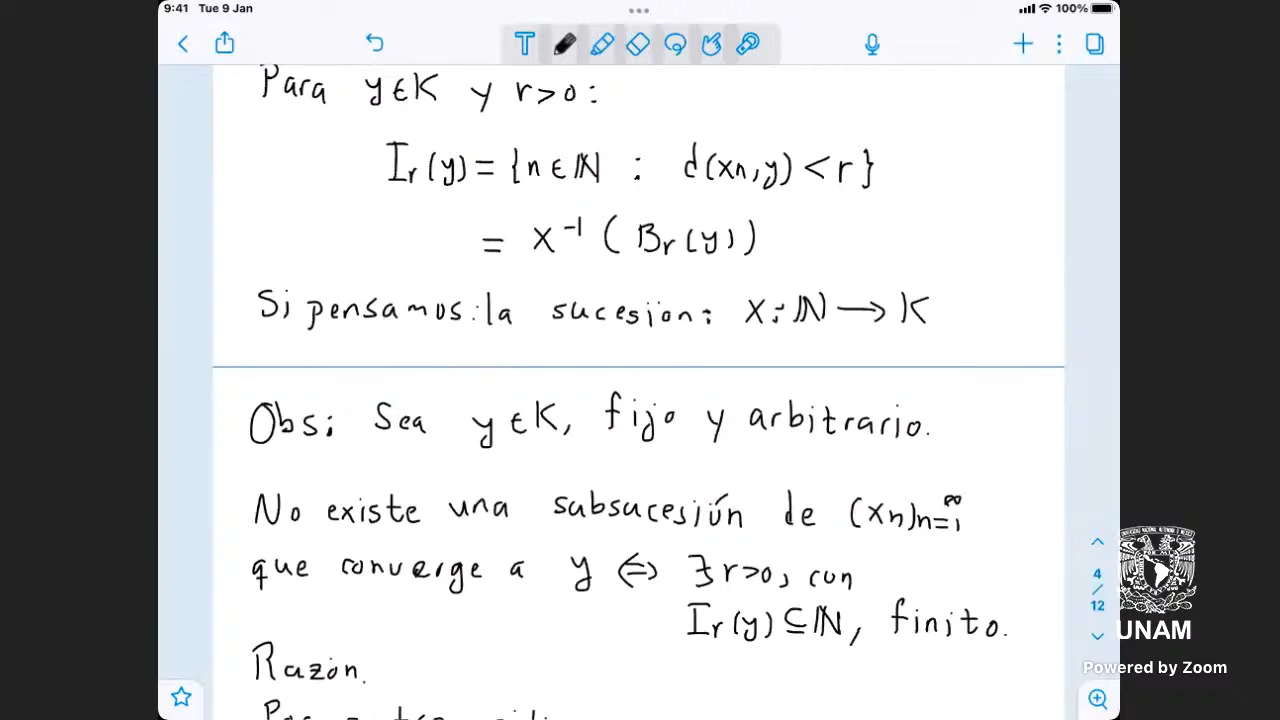 9:41 Tue 9 Jan
100%
Para y∈K y r>0:
Ir(y) = {n∈ℕ : d(xn,y) < r}
= x⁻¹ (Br(y))
Si pensamos: la sucesion: x: ℕ → K
Obs: Sea y∈K, fijo y arbitrario.
No existe una subsucesión de (xn)n=1^∞
que converge a y ⇔ ∃ r>0, con
Ir(y) ⊆ ℕ, finito.
Razón.
4
/
12
UNAM
Powered by Zoom